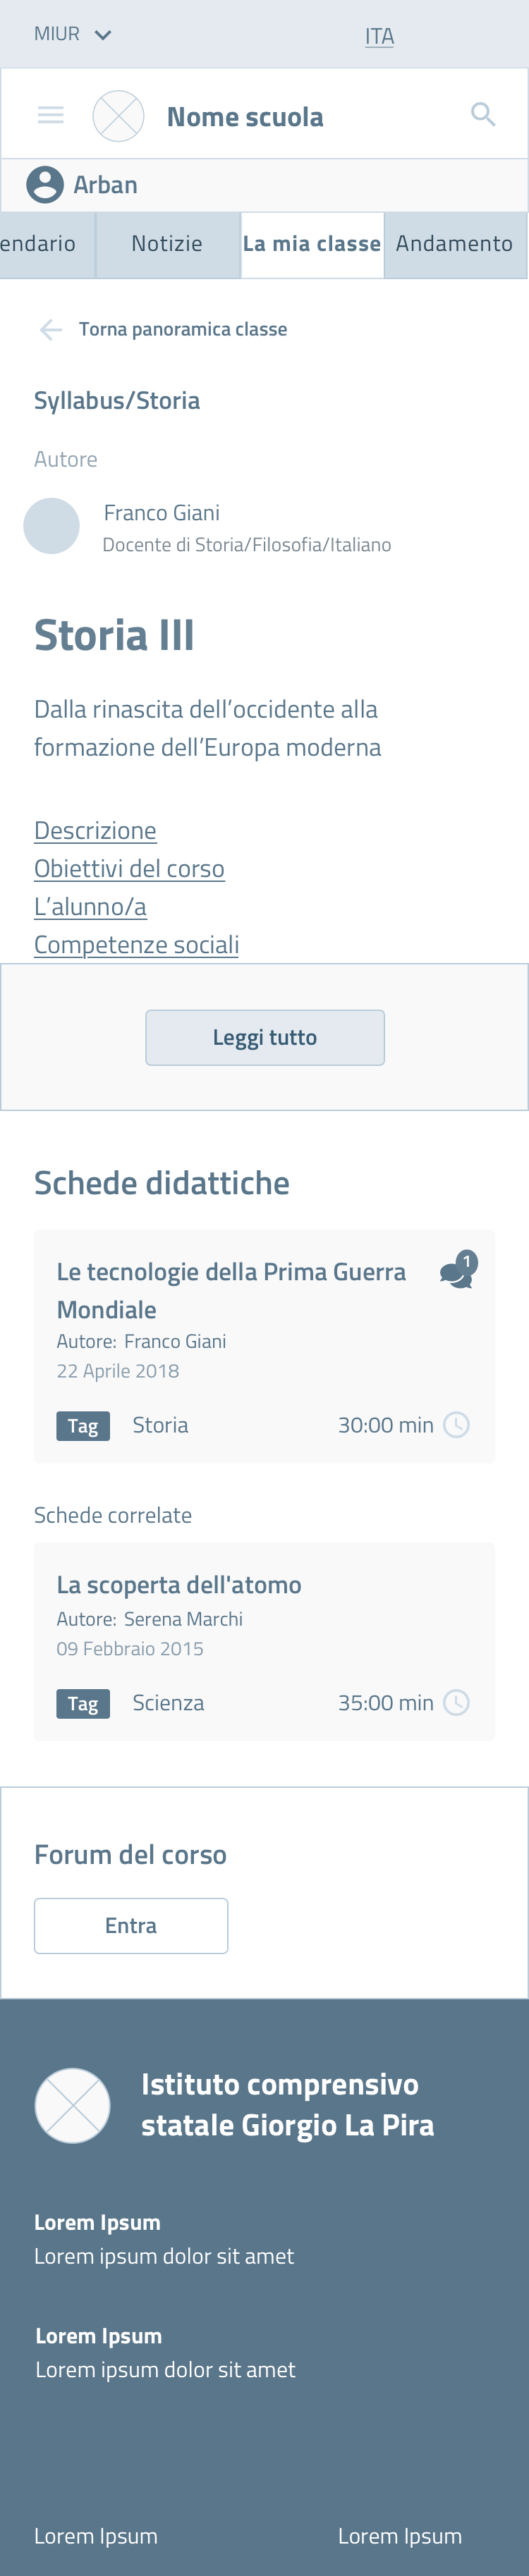 MIUR
ITA
Nome scuola
Arban
endario
Notizie
La mia classe
Andamento
Torna panoramica classe
Syllabus/Storia
Autore
Franco Giani
Docente di Storia/Filosofia/Italiano
Storia III
Dalla rinascita dell’occidente alla
formazione dell’Europa moderna
Descrizione
Obiettivi del corso
L’alunno/a
Competenze sociali
Leggi tutto
Schede didattiche
Le tecnologie della Prima Guerra
Mondiale
1
Autore: Franco Giani
22 Aprile 2018
Tag
Storia
30:00 min
Schede correlate
La scoperta dell'atomo
Autore: Serena Marchi
09 Febbraio 2015
Tag
Scienza
35:00 min
Forum del corso
Entra
Istituto comprensivo
statale Giorgio La Pira
Lorem Ipsum
Lorem ipsum dolor sit amet
Lorem Ipsum
Lorem ipsum dolor sit amet
Lorem Ipsum
Lorem Ipsum